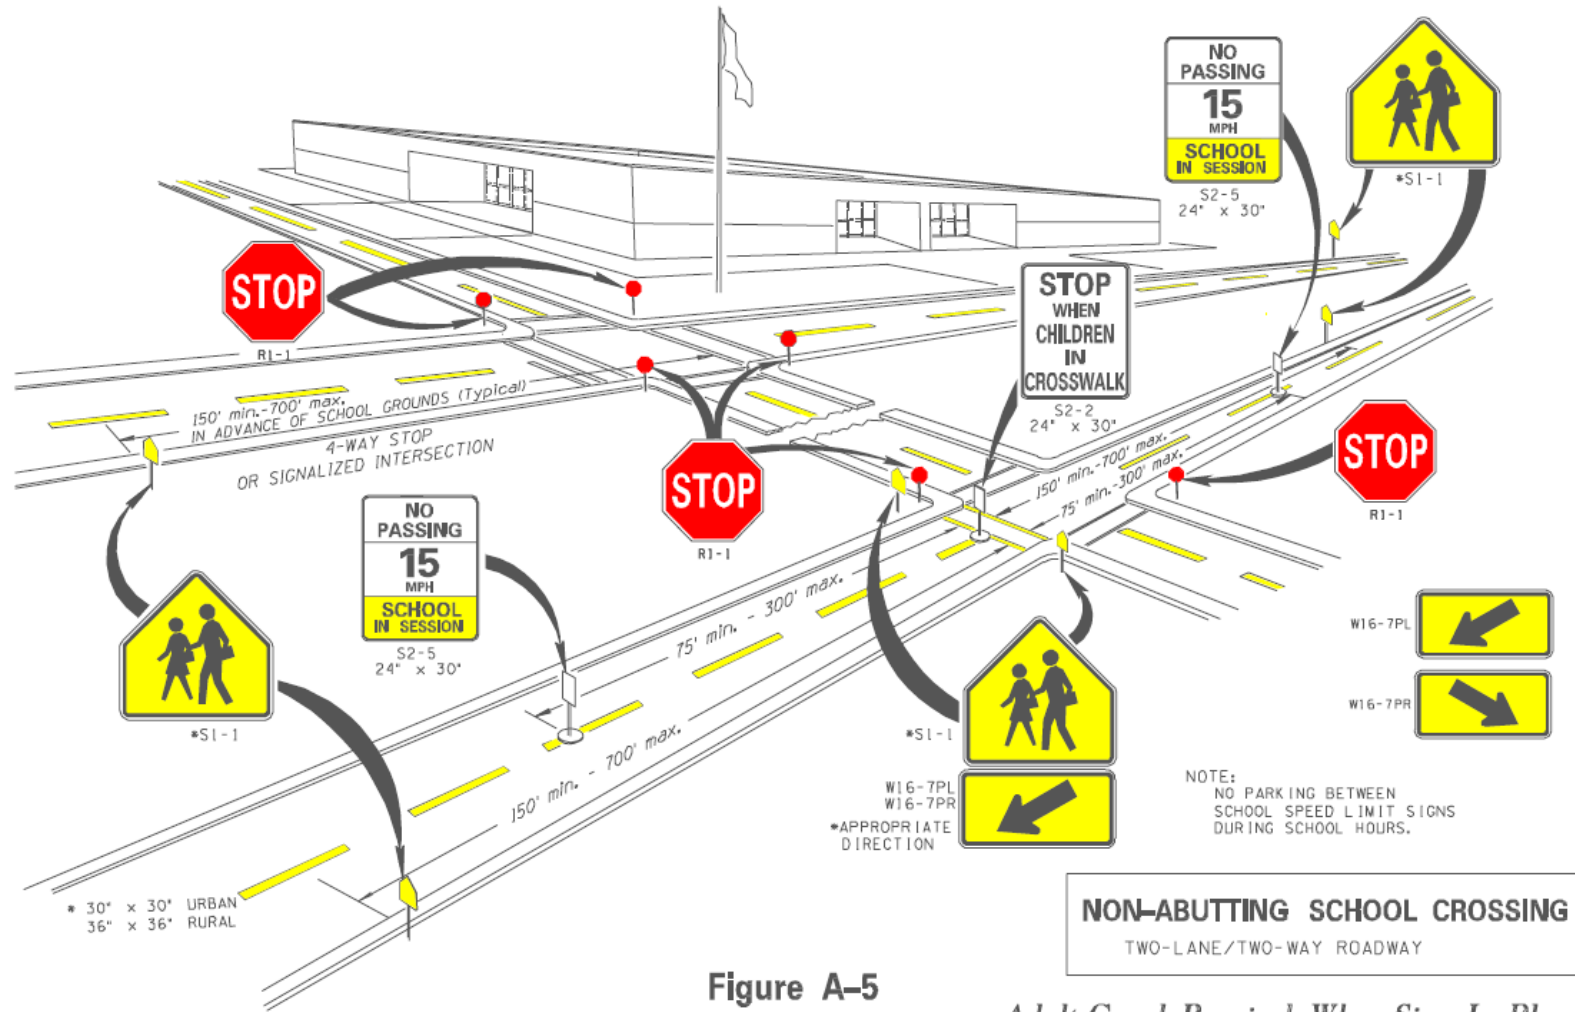 NO
PASSING
15
MPH
SCHOOL
IN SESSION
S2-5
24" x 30"
*S1-1
STOP
R1-1
STOP
WHEN
CHILDREN
IN
CROSSWALK
S2-2
24" x 30"
150' min.-700' max.
IN ADVANCE OF SCHOOL GROUNDS (Typical)
4-WAY STOP
OR SIGNALIZED INTERSECTION
STOP
R1-1
150' min.-700' max.
75' min.-300' max.
STOP
R1-1
NO
PASSING
15
MPH
SCHOOL
IN SESSION
S2-5
24" x 30"
75' min. - 300' max.
150' min. - 700' max.
*S1-1
*S1-1
W16-7PL
W16-7PR
*APPROPRIATE
DIRECTION
W16-7PL
W16-7PR
NOTE:
NO PARKING BETWEEN
SCHOOL SPEED LIMIT SIGNS
DURING SCHOOL HOURS.
* 30" x 30" URBAN
36" x 36" RURAL
NON-ABUTTING SCHOOL CROSSING
TWO-LANE/TWO-WAY ROADWAY
Figure A-5